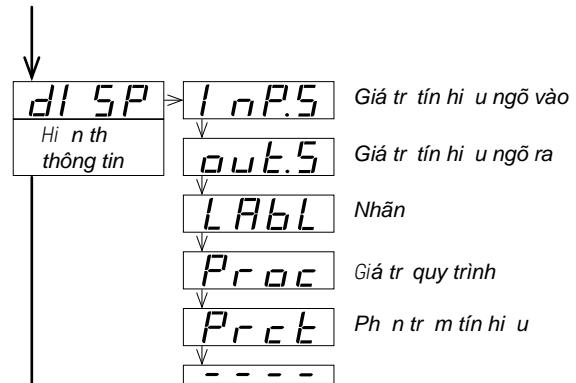 dISP
InP.S
Giá tr tín hi u ngõ vào
Hi n th
thông tin
out.S
Giá tr tín hi u ngõ ra
LAbL
Nhãn
Proc
Giá tr quy trình
Prct
Ph n tr m tín hi u
----